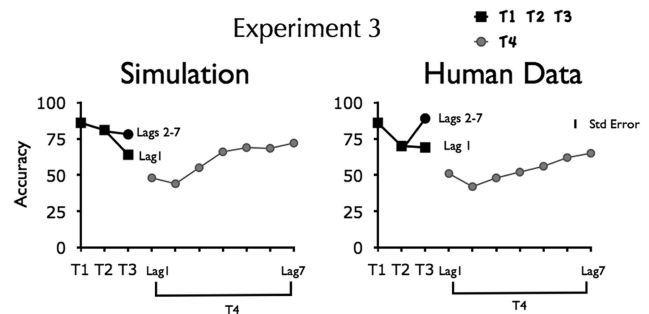 Experiment 3
T1 T2 T3
T4
Simulation
Human Data
Accuracy
100
75
50
25
0
Lags 2-7
Lag1
T1 T2 T3 Lag1 Lag7
T4
100
75
50
25
0
Lags 2-7
Lag 1
Std Error
T1 T2 T3 Lag1 Lag7
T4